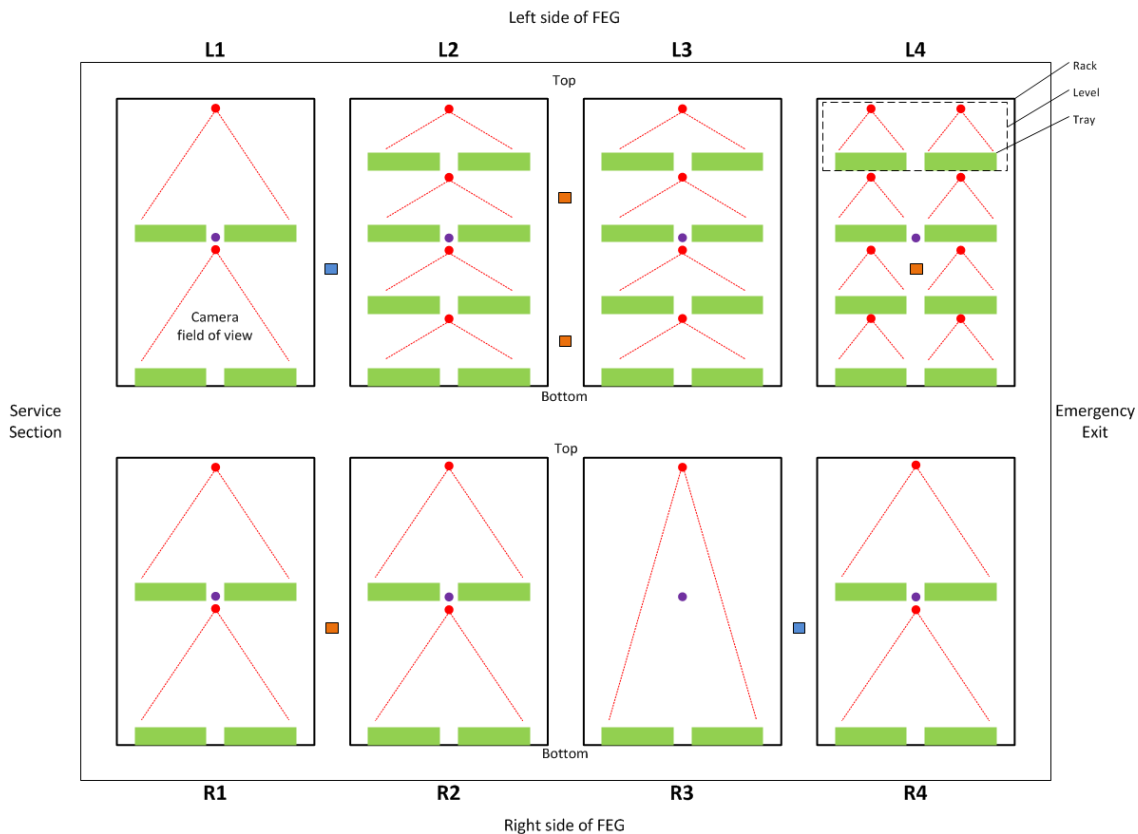 Left side of FEG
L1 L2 L3 L4
Top
Rack
Level
Tray
Camera
field of view
Bottom
Service
Section
Emergency
Exit
Top
Bottom
R1 R2 R3 R4
Right side of FEG